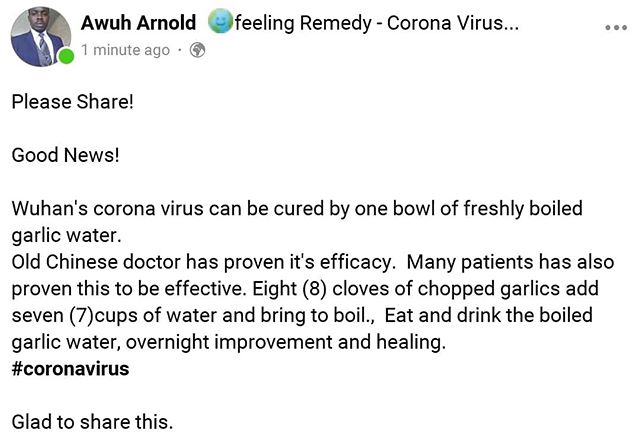 Awuh Arnold feeling Remedy - Corona Virus...
1 minute ago ·
Please Share!
Good News!
Wuhan's corona virus can be cured by one bowl of freshly boiled
garlic water.
Old Chinese doctor has proven it's efficacy. Many patients has also
proven this to be effective. Eight (8) cloves of chopped garlics add
seven (7)cups of water and bring to boil., Eat and drink the boiled
garlic water, overnight improvement and healing.
#coronavirus
Glad to share this.